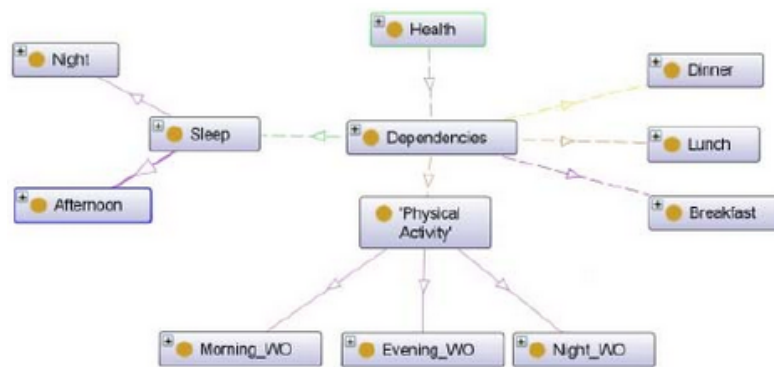 Health
Night
Dinner
Sleep
Dependencies
Lunch
Afternoon
'Physical
Activity'
Breakfast
Morning_WO
Evening_WO
Night_WO